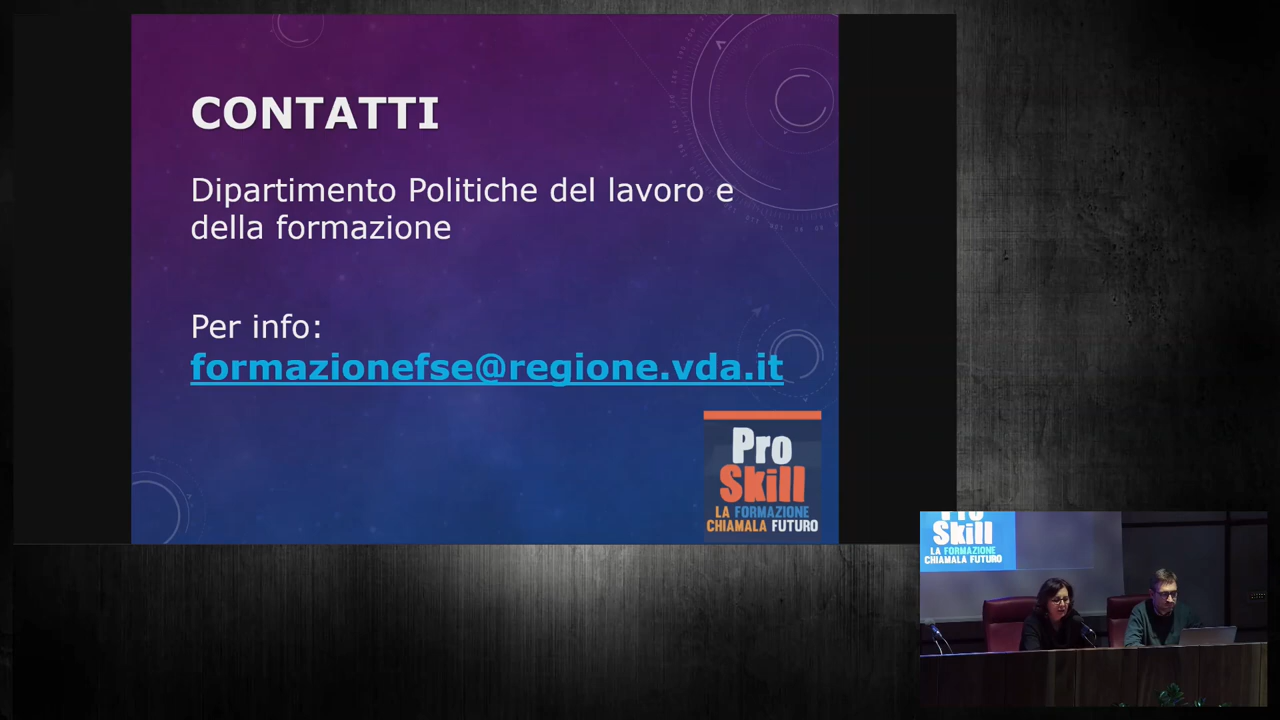 CONTATTI
Dipartimento Politiche del lavoro e
della formazione
Per info:
formazionefse@regione.vda.it
Pro
Skill
LA FORMAZIONE
CHIAMALA FUTURO
Pro
Skill
LA FORMAZIONE
CHIAMALA FUTURO